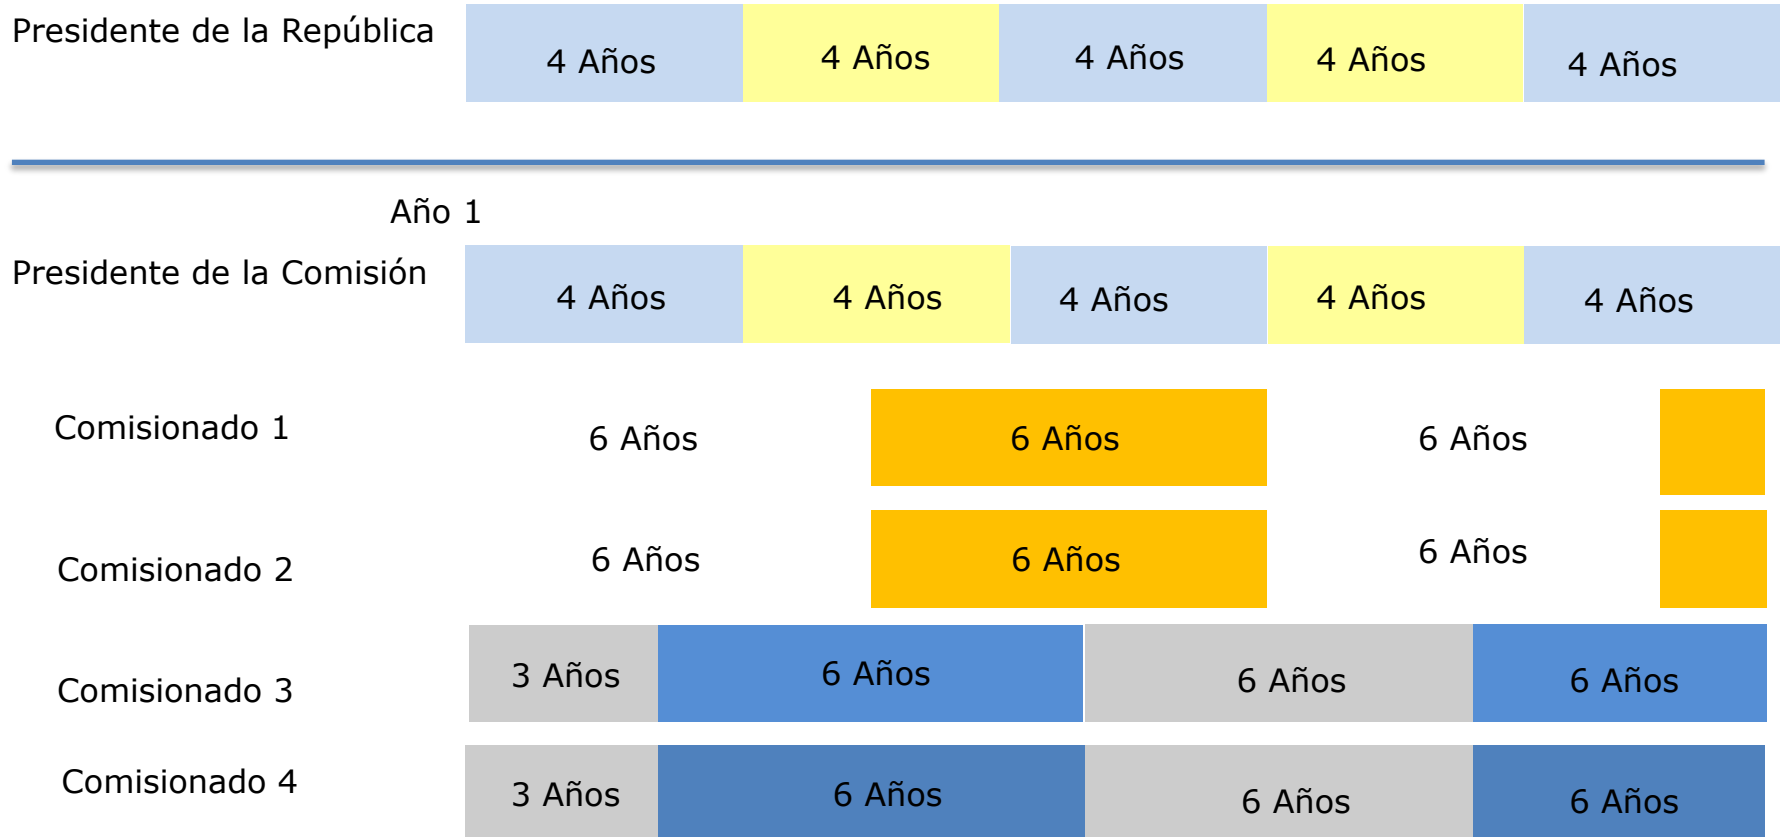 Presidente de la República
4 Años 4 Años 4 Años 4 Años 4 Años
Año 1
Presidente de la Comisión
4 Años 4 Años 4 Años 4 Años 4 Años
Comisionado 1
6 Años 6 Años 6 Años
Comisionado 2
6 Años 6 Años 6 Años
Comisionado 3
3 Años 6 Años 6 Años 6 Años
Comisionado 4
3 Años 6 Años 6 Años 6 Años